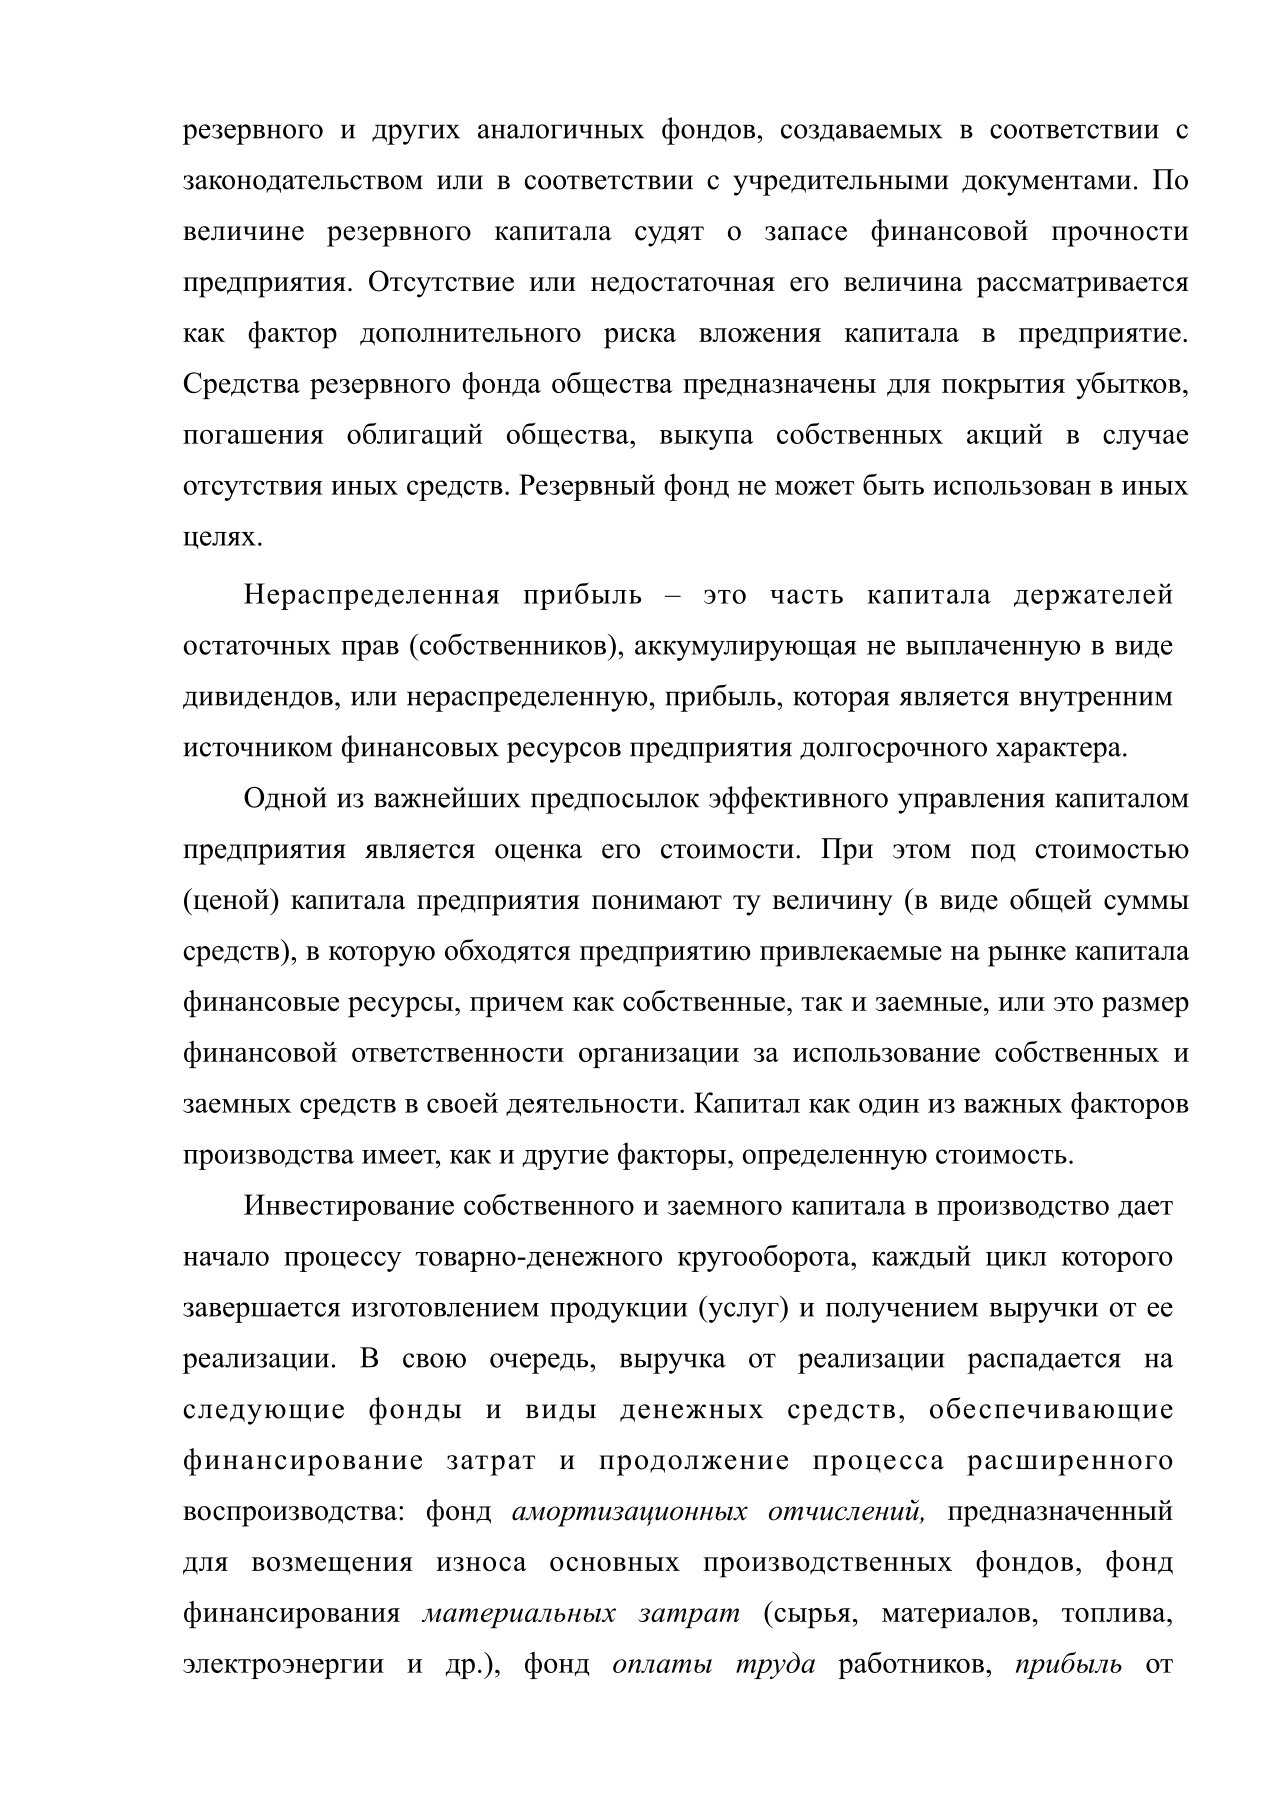 резервного и других аналогичных фондов, создаваемых в соответствии с
законодательством или в соответствии с учредительными документами. По
величине резервного капитала судят о запасе финансовой прочности
предприятия. Отсутствие или недостаточная его величина рассматривается
как фактор дополнительного риска вложения капитала в предприятие.
Средства резервного фонда общества предназначены для покрытия убытков,
погашения облигаций общества, выкупа собственных акций в случае
отсутствия иных средств. Резервный фонд не может быть использован в иных
целях.
Нераспределенная прибыль – это часть капитала держателей
остаточных прав (собственников), аккумулирующая не выплаченную в виде
дивидендов, или нераспределенную, прибыль, которая является внутренним
источником финансовых ресурсов предприятия долгосрочного характера.
Одной из важнейших предпосылок эффективного управления капиталом
предприятия является оценка его стоимости. При этом под стоимостью
(ценой) капитала предприятия понимают ту величину (в виде общей суммы
средств), в которую обходятся предприятию привлекаемые на рынке капитала
финансовые ресурсы, причем как собственные, так и заемные, или это размер
финансовой ответственности организации за использование собственных и
заемных средств в своей деятельности. Капитал как один из важных факторов
производства имеет, как и другие факторы, определенную стоимость.
Инвестирование собственного и заемного капитала в производство дает
начало процессу товарно-денежного кругооборота, каждый цикл которого
завершается изготовлением продукции (услуг) и получением выручки от ее
реализации. В свою очередь, выручка от реализации распадается на
следующие фонды и виды денежных средств, обеспечивающие
финансирование затрат и продолжение процесса расширенного
воспроизводства: фонд амортизационных отчислений, предназначенный
для возмещения износа основных производственных фондов, фонд
финансирования материальных затрат (сырья, материалов, топлива,
электроэнергии и др.), фонд оплаты труда работников, прибыль от